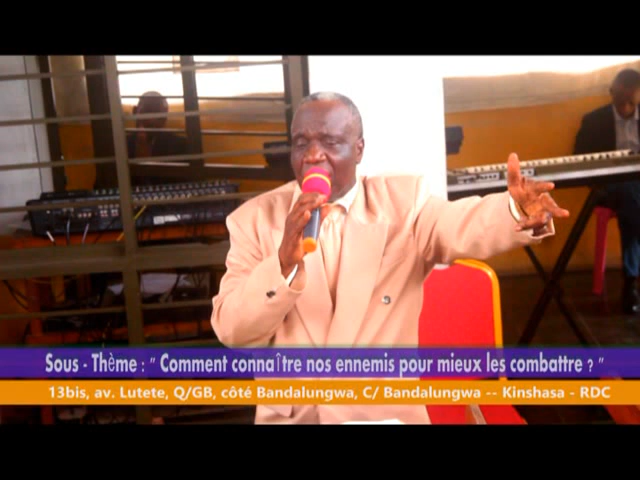 Sous - Thème : " Comment connaître nos ennemis pour mieux les combattre ? "
13bis, av. Lutete, Q/GB, côté Bandalungwa, C/ Bandalungwa -- Kinshasa - RDC